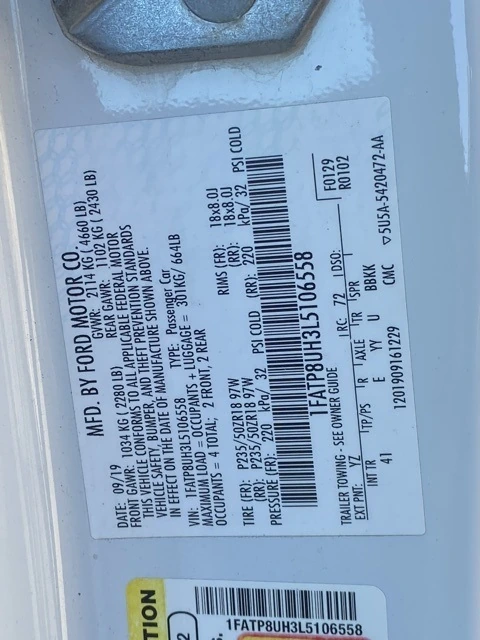 MFD. BY FORD MOTOR CO.
DATE: 09/19 GVWR: 2114 KG ( 4660 LB)
FRONT GAWR: 1034 KG (2280 LB) REAR GAWR: 1102 KG ( 2430 LB)
THIS VEHICLE CONFORMS TO ALL APPLICABLE FEDERAL MOTOR
VEHICLE SAFETY, BUMPER, AND THEFT PREVENTION STANDARDS
IN EFFECT ON THE DATE OF MANUFACTURE SHOWN ABOVE.
VIN: 1FATP8UH3L5106558 TYPE: Passenger Car
MAXIMUM LOAD = OCCUPANTS + LUGGAGE = 301KG/ 664LB
OCCUPANTS = 4 TOTAL; 2 FRONT, 2 REAR
TIRE (FR): P235/50ZR18 97W RIMS (FR): 18x8.0J
(RR): P235/50ZR18 97W (RR): 18x8.0J
PRESSURE (FR): 220 kPa/ 32 PSI COLD (RR): 220 kPa/ 32 PSI COLD
1FATP8UH3L5106558
F0129
R0102
TRAILER TOWING - SEE OWNER GUIDE
EXT PNT: YZ RC: 72 DSO:
INT TR TP/PS R AXLE TR SPR
41 E YY U BBKK
1201909161229 CMC
▽5U5A-5420472-AA
1FATP8UH3L5106558